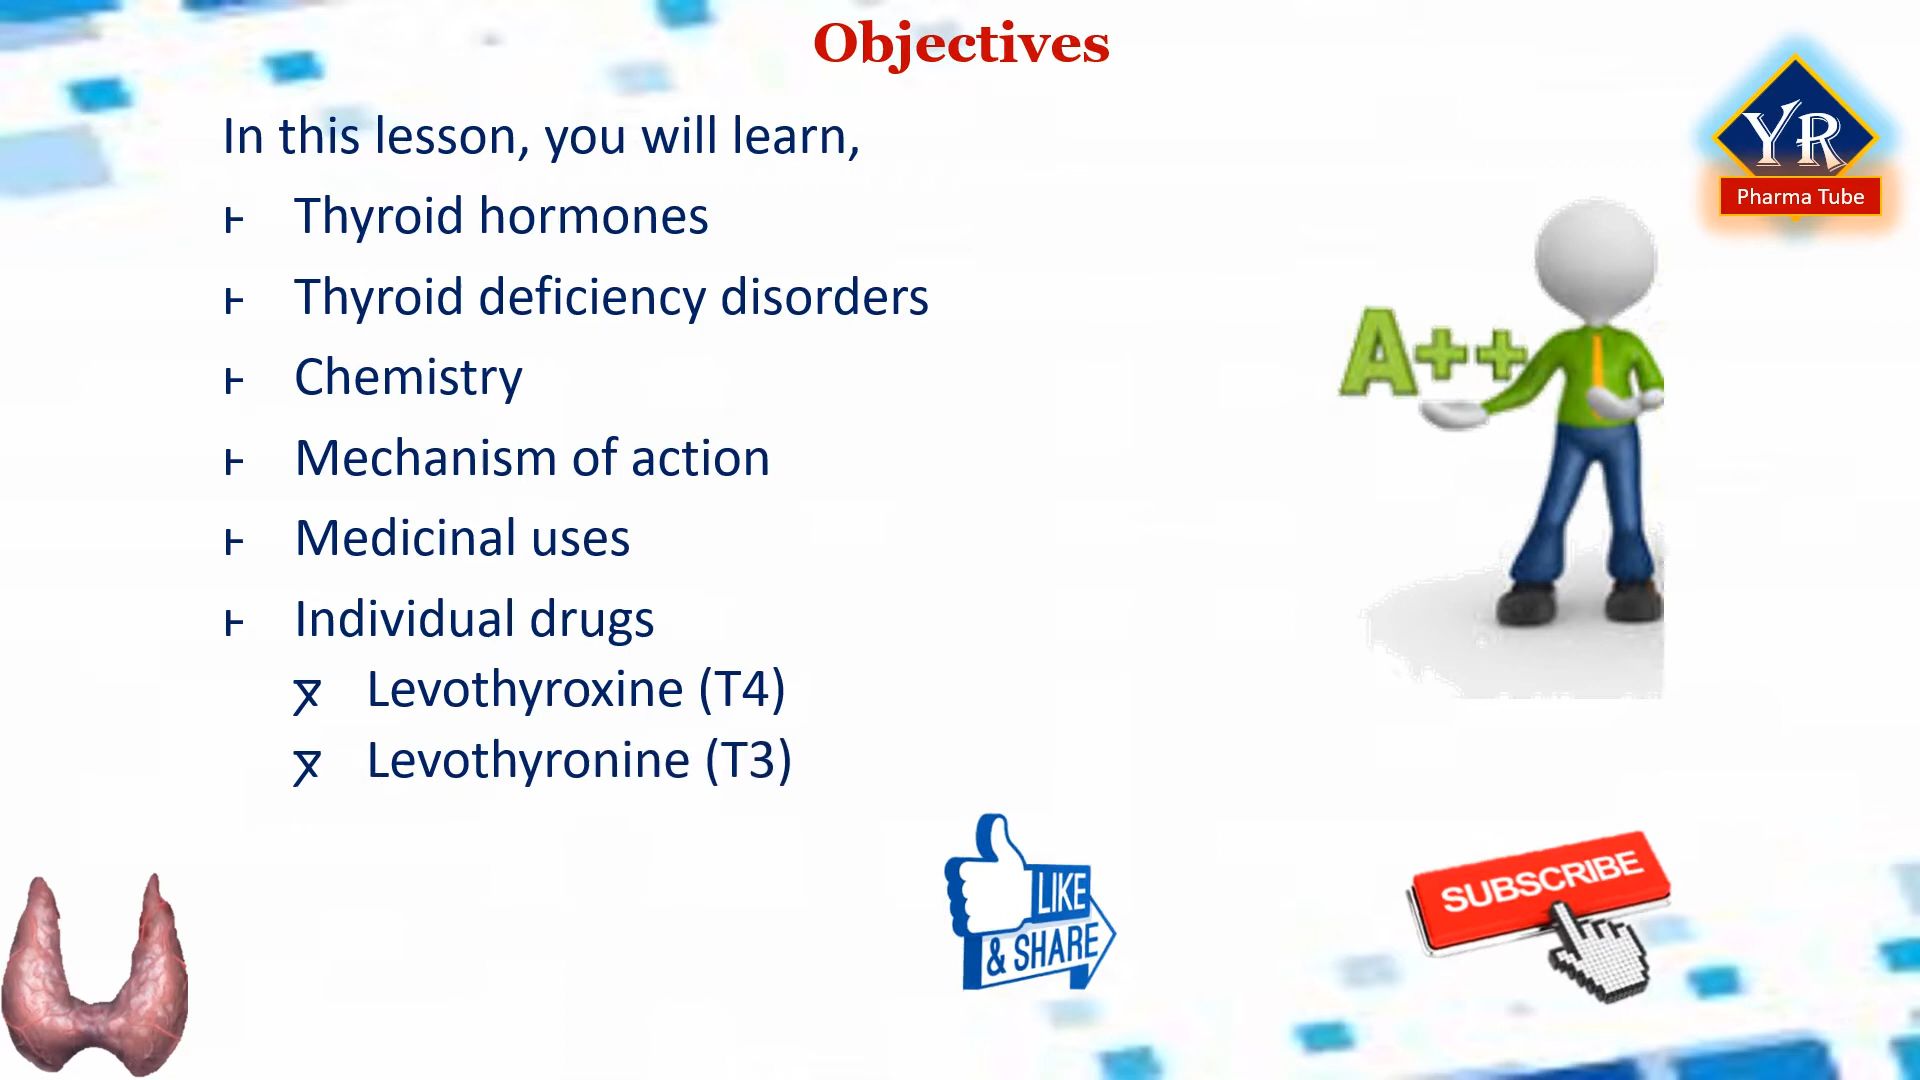 Objectives
YR
Pharma Tube
In this lesson, you will learn,
Thyroid hormones
Thyroid deficiency disorders
Chemistry
Mechanism of action
Medicinal uses
Individual drugs
Levothyroxine (T4)
Levothyronine (T3)
A++
LIKE
& SHARE
SUBSCRIBE